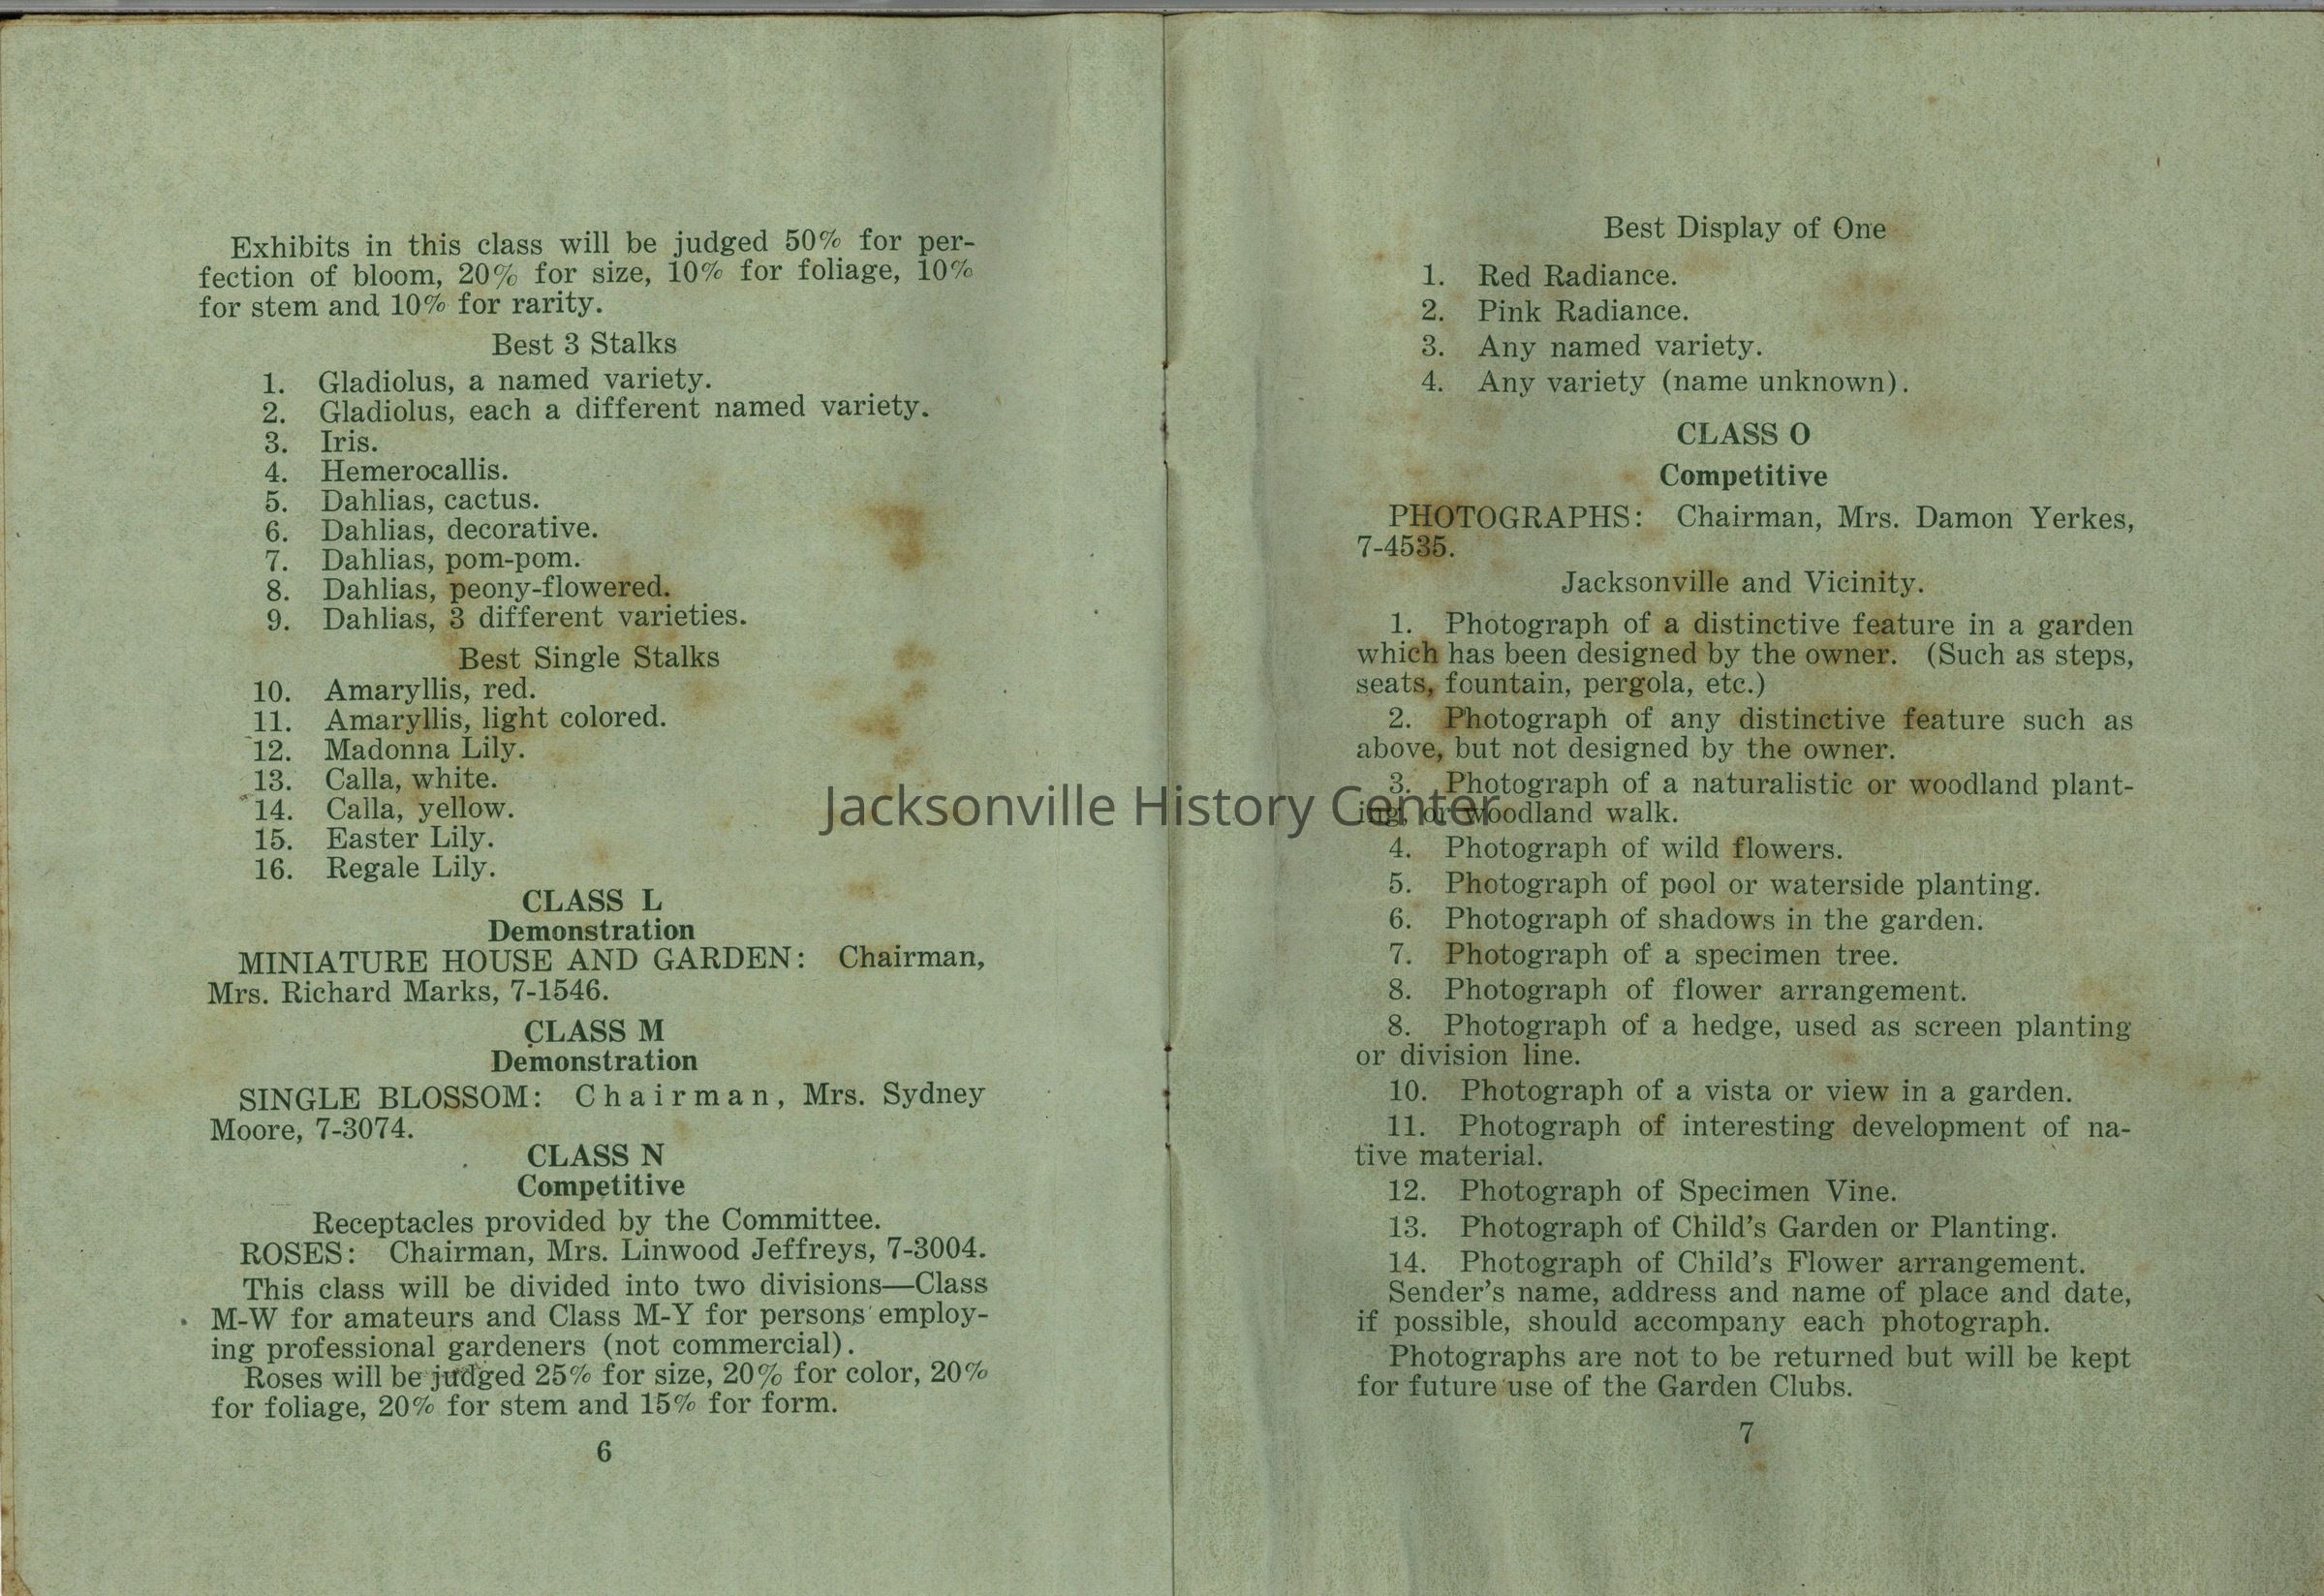 Exhibits in this class will be judged 50% for per-
fection of bloom, 20% for size, 10% for foliage, 10%
for stem and 10% for rarity.
Best 3 Stalks
1. Gladiolus, a named variety.
2. Gladiolus, each a different named variety.
3. Iris.
4. Hemerocallis.
5. Dahlias, cactus.
6. Dahlias, decorative.
7. Dahlias, pom-pom.
8. Dahlias, peony-flowered.
9. Dahlias, 3 different varieties.
Best Single Stalks
10. Amaryllis, red.
11. Amaryllis, light colored.
12. Madonna Lily.
13. Calla, white.
14. Calla, yellow.
15. Easter Lily.
16. Regale Lily.
CLASS L
Demonstration
MINIATURE HOUSE AND GARDEN: Chairman,
Mrs. Richard Marks, 7-1546.
CLASS M
Demonstration
SINGLE BLOSSOM: Chairman, Mrs. Sydney
Moore, 7-3074.
CLASS N
Competitive
Receptacles provided by the Committee.
ROSES: Chairman, Mrs. Linwood Jeffreys, 7-3004.
This class will be divided into two divisions—Class
M-W for amateurs and Class M-Y for persons employ-
ing professional gardeners (not commercial).
Roses will be judged 25% for size, 20% for color, 20%
for foliage, 20% for stem and 15% for form.
6
Best Display of One
1. Red Radiance.
2. Pink Radiance.
3. Any named variety.
4. Any variety (name unknown).
CLASS O
Competitive
PHOTOGRAPHS: Chairman, Mrs. Damon Yerkes,
7-4535.
Jacksonville and Vicinity.
1. Photograph of a distinctive feature in a garden
which has been designed by the owner. (Such as steps,
seats, fountain, pergola, etc.)
2. Photograph of any distinctive feature such as
above, but not designed by the owner.
3. Photograph of a naturalistic or woodland plant-
ing, or woodland walk.
4. Photograph of wild flowers.
5. Photograph of pool or waterside planting.
6. Photograph of shadows in the garden.
7. Photograph of a specimen tree.
8. Photograph of flower arrangement.
8. Photograph of a hedge, used as screen planting
or division line.
10. Photograph of a vista or view in a garden.
11. Photograph of interesting development of na-
tive material.
12. Photograph of Specimen Vine.
13. Photograph of Child's Garden or Planting.
14. Photograph of Child's Flower arrangement.
Sender's name, address and name of place and date,
if possible, should accompany each photograph.
Photographs are not to be returned but will be kept
for future use of the Garden Clubs.
7
Jacksonville History Center